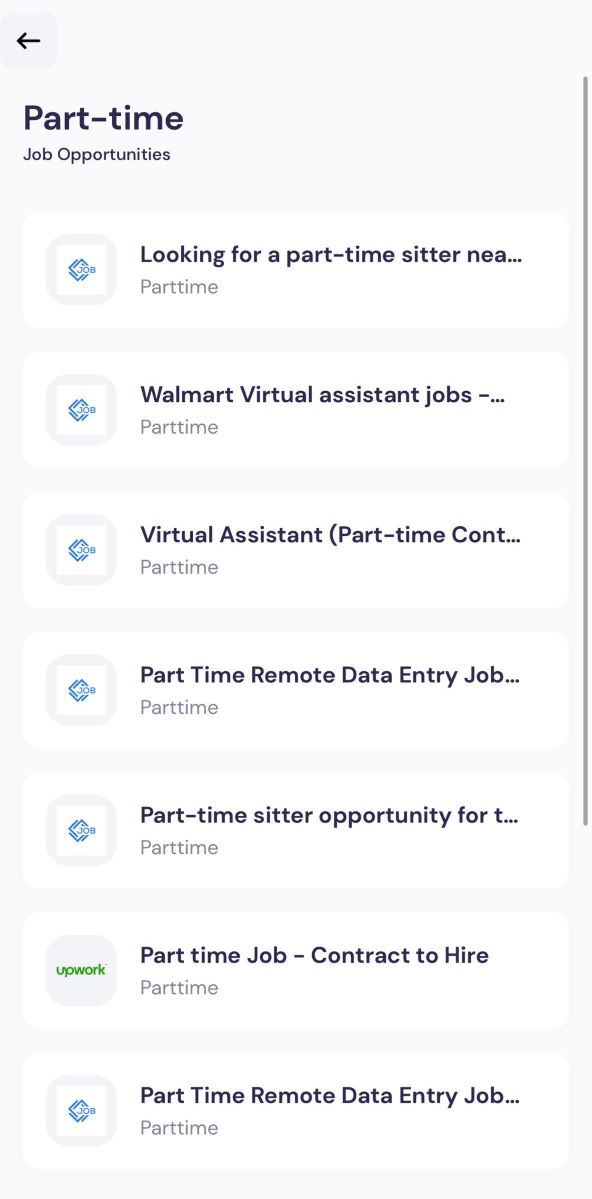 Part-time
Job Opportunities
JOB
Looking for a part-time sitter nea...
Parttime
JOB
Walmart Virtual assistant jobs -...
Parttime
JOB
Virtual Assistant (Part-time Cont...
Parttime
JOB
Part Time Remote Data Entry Job...
Parttime
JOB
Part-time sitter opportunity for t...
Parttime
upwork
Part time Job - Contract to Hire
Parttime
JOB
Part Time Remote Data Entry Job...
Parttime